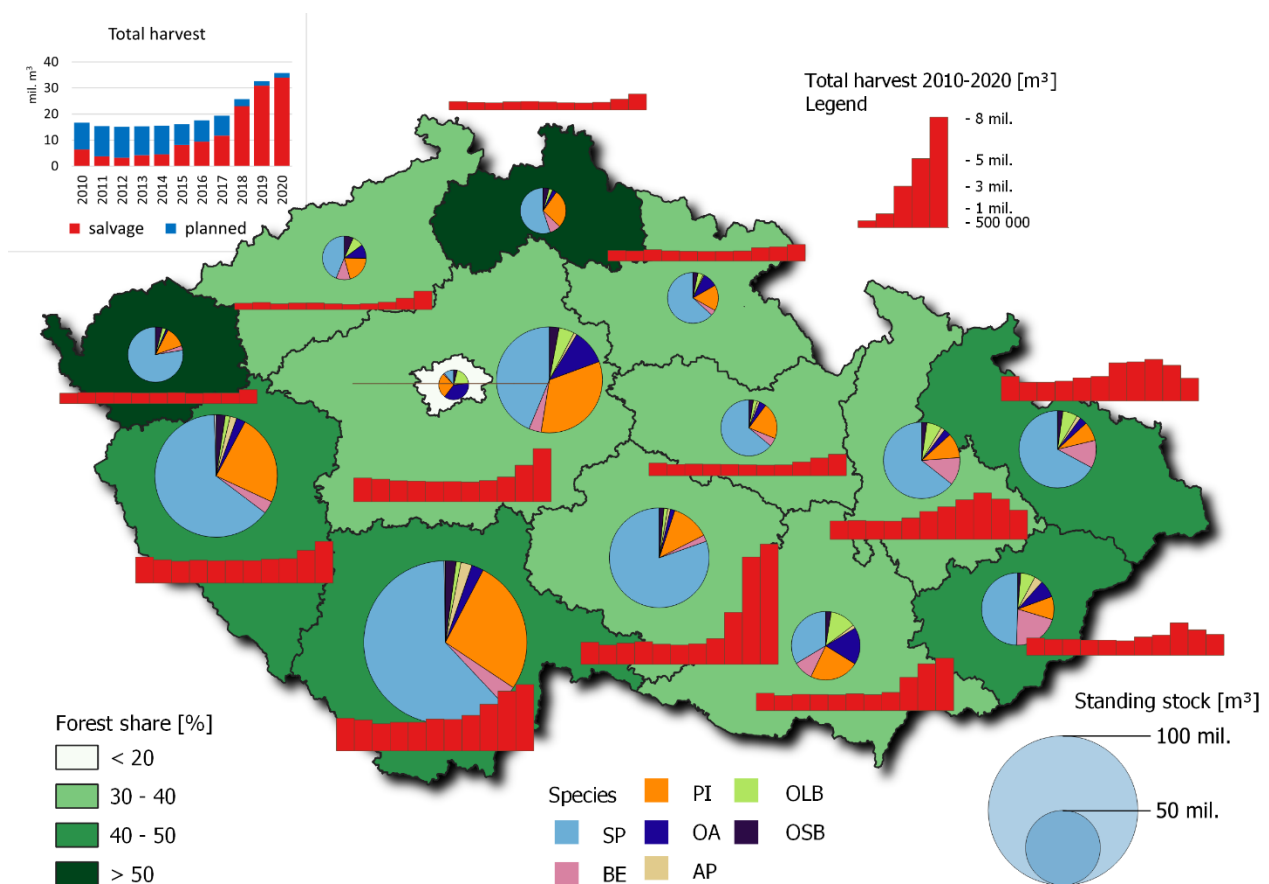 Total harvest
mil. m³
40
30
20
10
0
2010
2011
2012
2013
2014
2015
2016
2017
2018
2019
2020
salvage
planned
Total harvest 2010-2020 [m³]
Legend
- 8 mil.
- 5 mil.
- 3 mil.
- 1 mil.
- 500 000
Forest share [%]
< 20
30 - 40
40 - 50
> 50
Species
PI
OLB
SP
OA
OSB
BE
AP
Standing stock [m³]
100 mil.
50 mil.